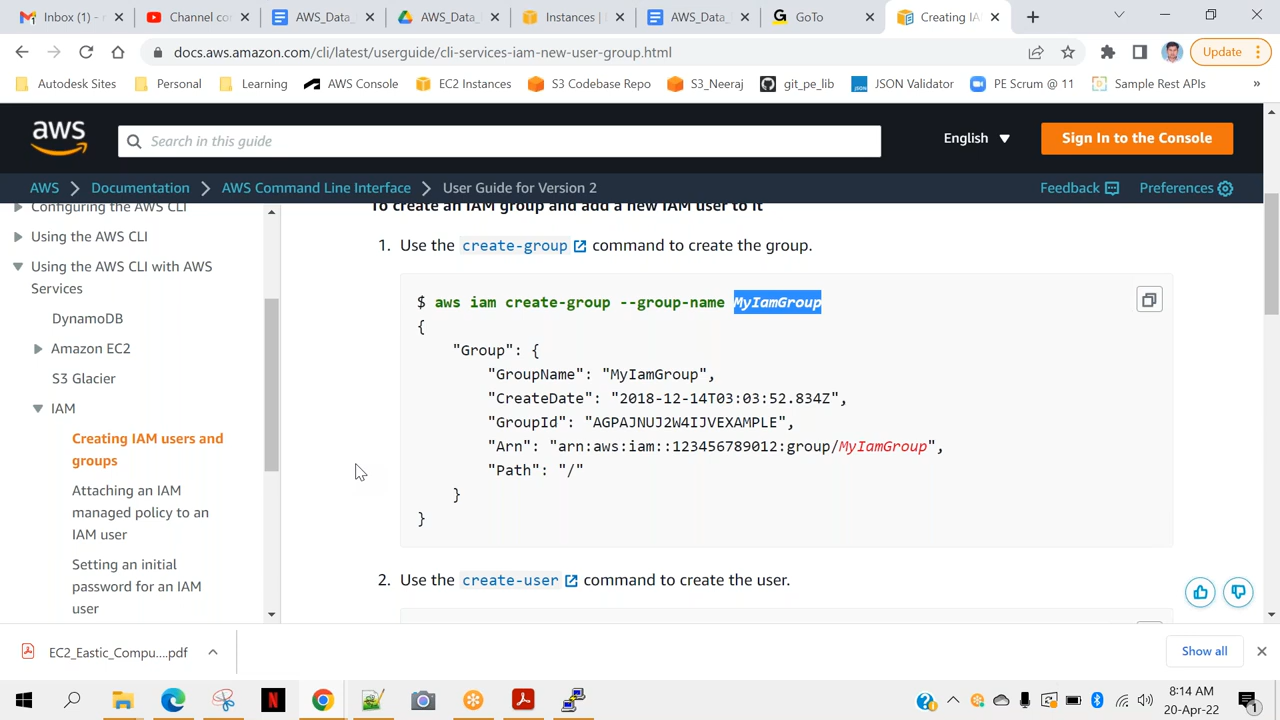 Inbox (1) - n
Channel co
AWS_Data_
AWS_Data_
Instances |
AWS_Data_
GoTo
Creating IA
docs.aws.amazon.com/cli/latest/userguide/cli-services-iam-new-user-group.html
Update
Autodesk Sites
Personal
Learning
AWS Console
EC2 Instances
S3 Codebase Repo
S3_Neeraj
git_pe_lib
JSON Validator
PE Scrum @ 11
Sample Rest APIs
»
aws
Search in this guide
English
Sign In to the Console
AWS
Documentation
AWS Command Line Interface
User Guide for Version 2
Feedback
Preferences
Configuring the AWS CLI
Using the AWS CLI
Using the AWS CLI with AWS
Services
DynamoDB
Amazon EC2
S3 Glacier
IAM
Creating IAM users and
groups
Attaching an IAM
managed policy to an
IAM user
Setting an initial
password for an IAM
user
To create an IAM group and add a new IAM user to it
1. Use the create-group command to create the group.
$ aws iam create-group --group-name MyIamGroup
{
"Group": {
"GroupName": "MyIamGroup",
"CreateDate": "2018-12-14T03:03:52.834Z",
"GroupId": "AGPAJNUJ2W4IJVEXAMPLE",
"Arn": "arn:aws:iam::123456789012:group/MyIamGroup",
"Path": "/"
}
}
2. Use the create-user command to create the user.
EC2_Eastic_Compu....pdf
Show all
8:14 AM
20-Apr-22